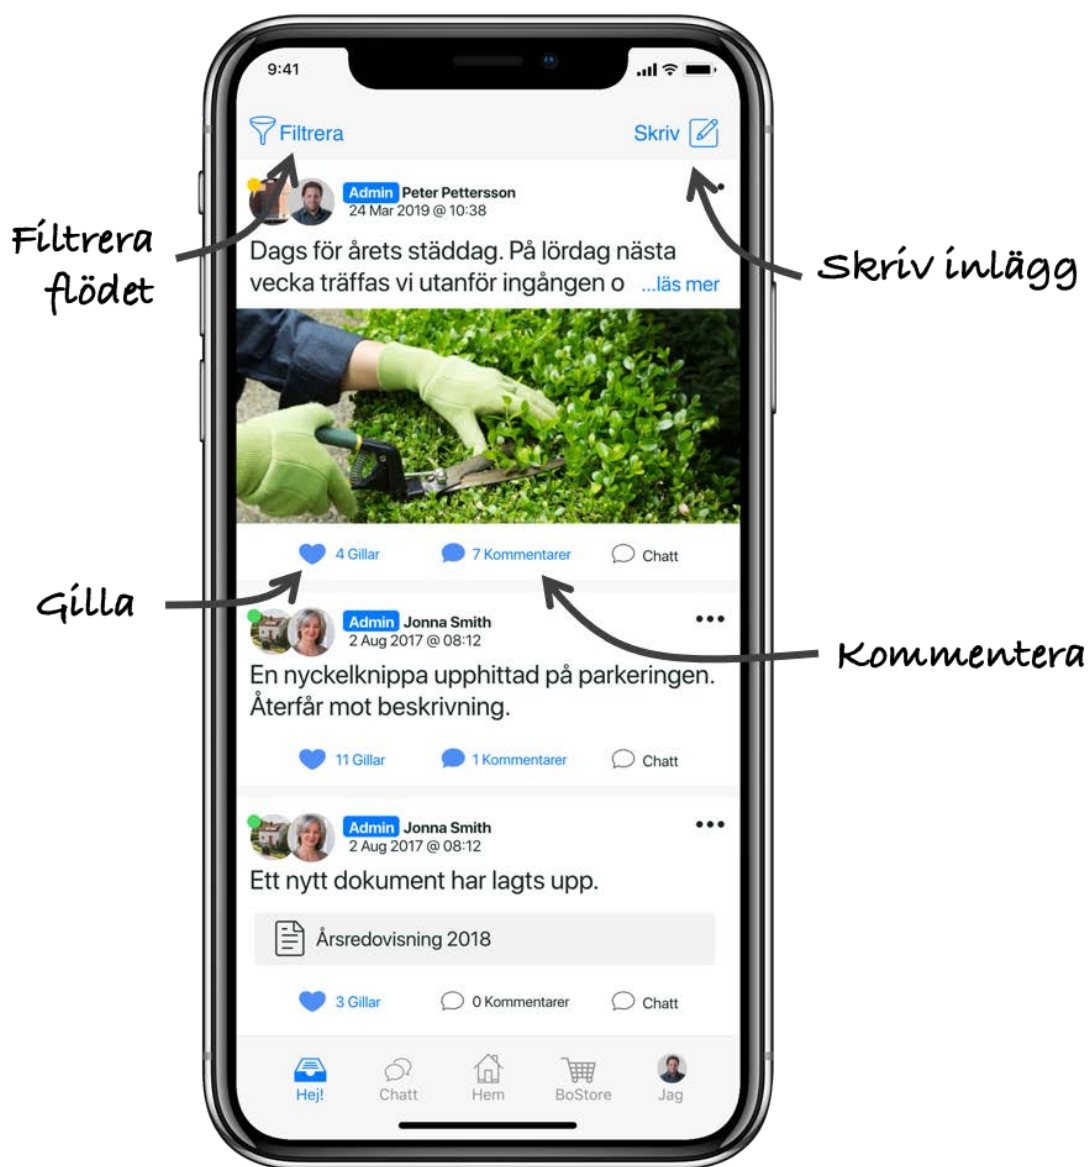 9:41
Filtrera
Skriv
Admin Peter Pettersson
24 Mar 2019 @ 10:38
Filtrera
flödet
Skriv inlägg
Dags för årets städdag. På lördag nästa
vecka träffas vi utanför ingången o ...läs mer
4 Gillar
7 Kommentarer
Chatt
Gilla
Admin Jonna Smith
2 Aug 2017 @ 08:12
Kommentera
En nyckelknippa upphittad på parkeringen.
Återfår mot beskrivning.
11 Gillar
1 Kommentarer
Chatt
Admin Jonna Smith
2 Aug 2017 @ 08:12
Ett nytt dokument har lagts upp.
Årsredovisning 2018
3 Gillar
0 Kommentarer
Chatt
Hej!
Chatt
Hem
BoStore
Jag